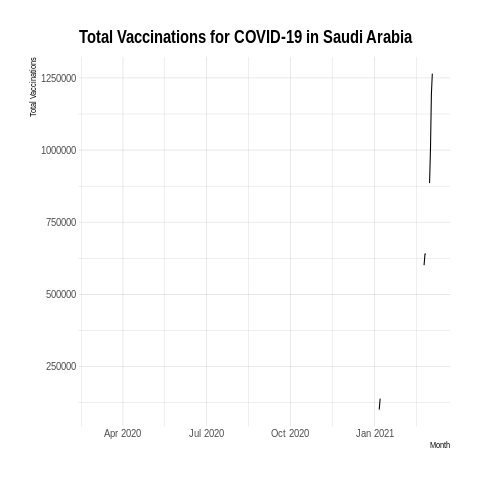 Total Vaccinations for COVID-19 in Saudi Arabia
Total Vaccinations
1250000
1000000
750000
500000
250000
Apr 2020
Jul 2020
Oct 2020
Jan 2021
Month